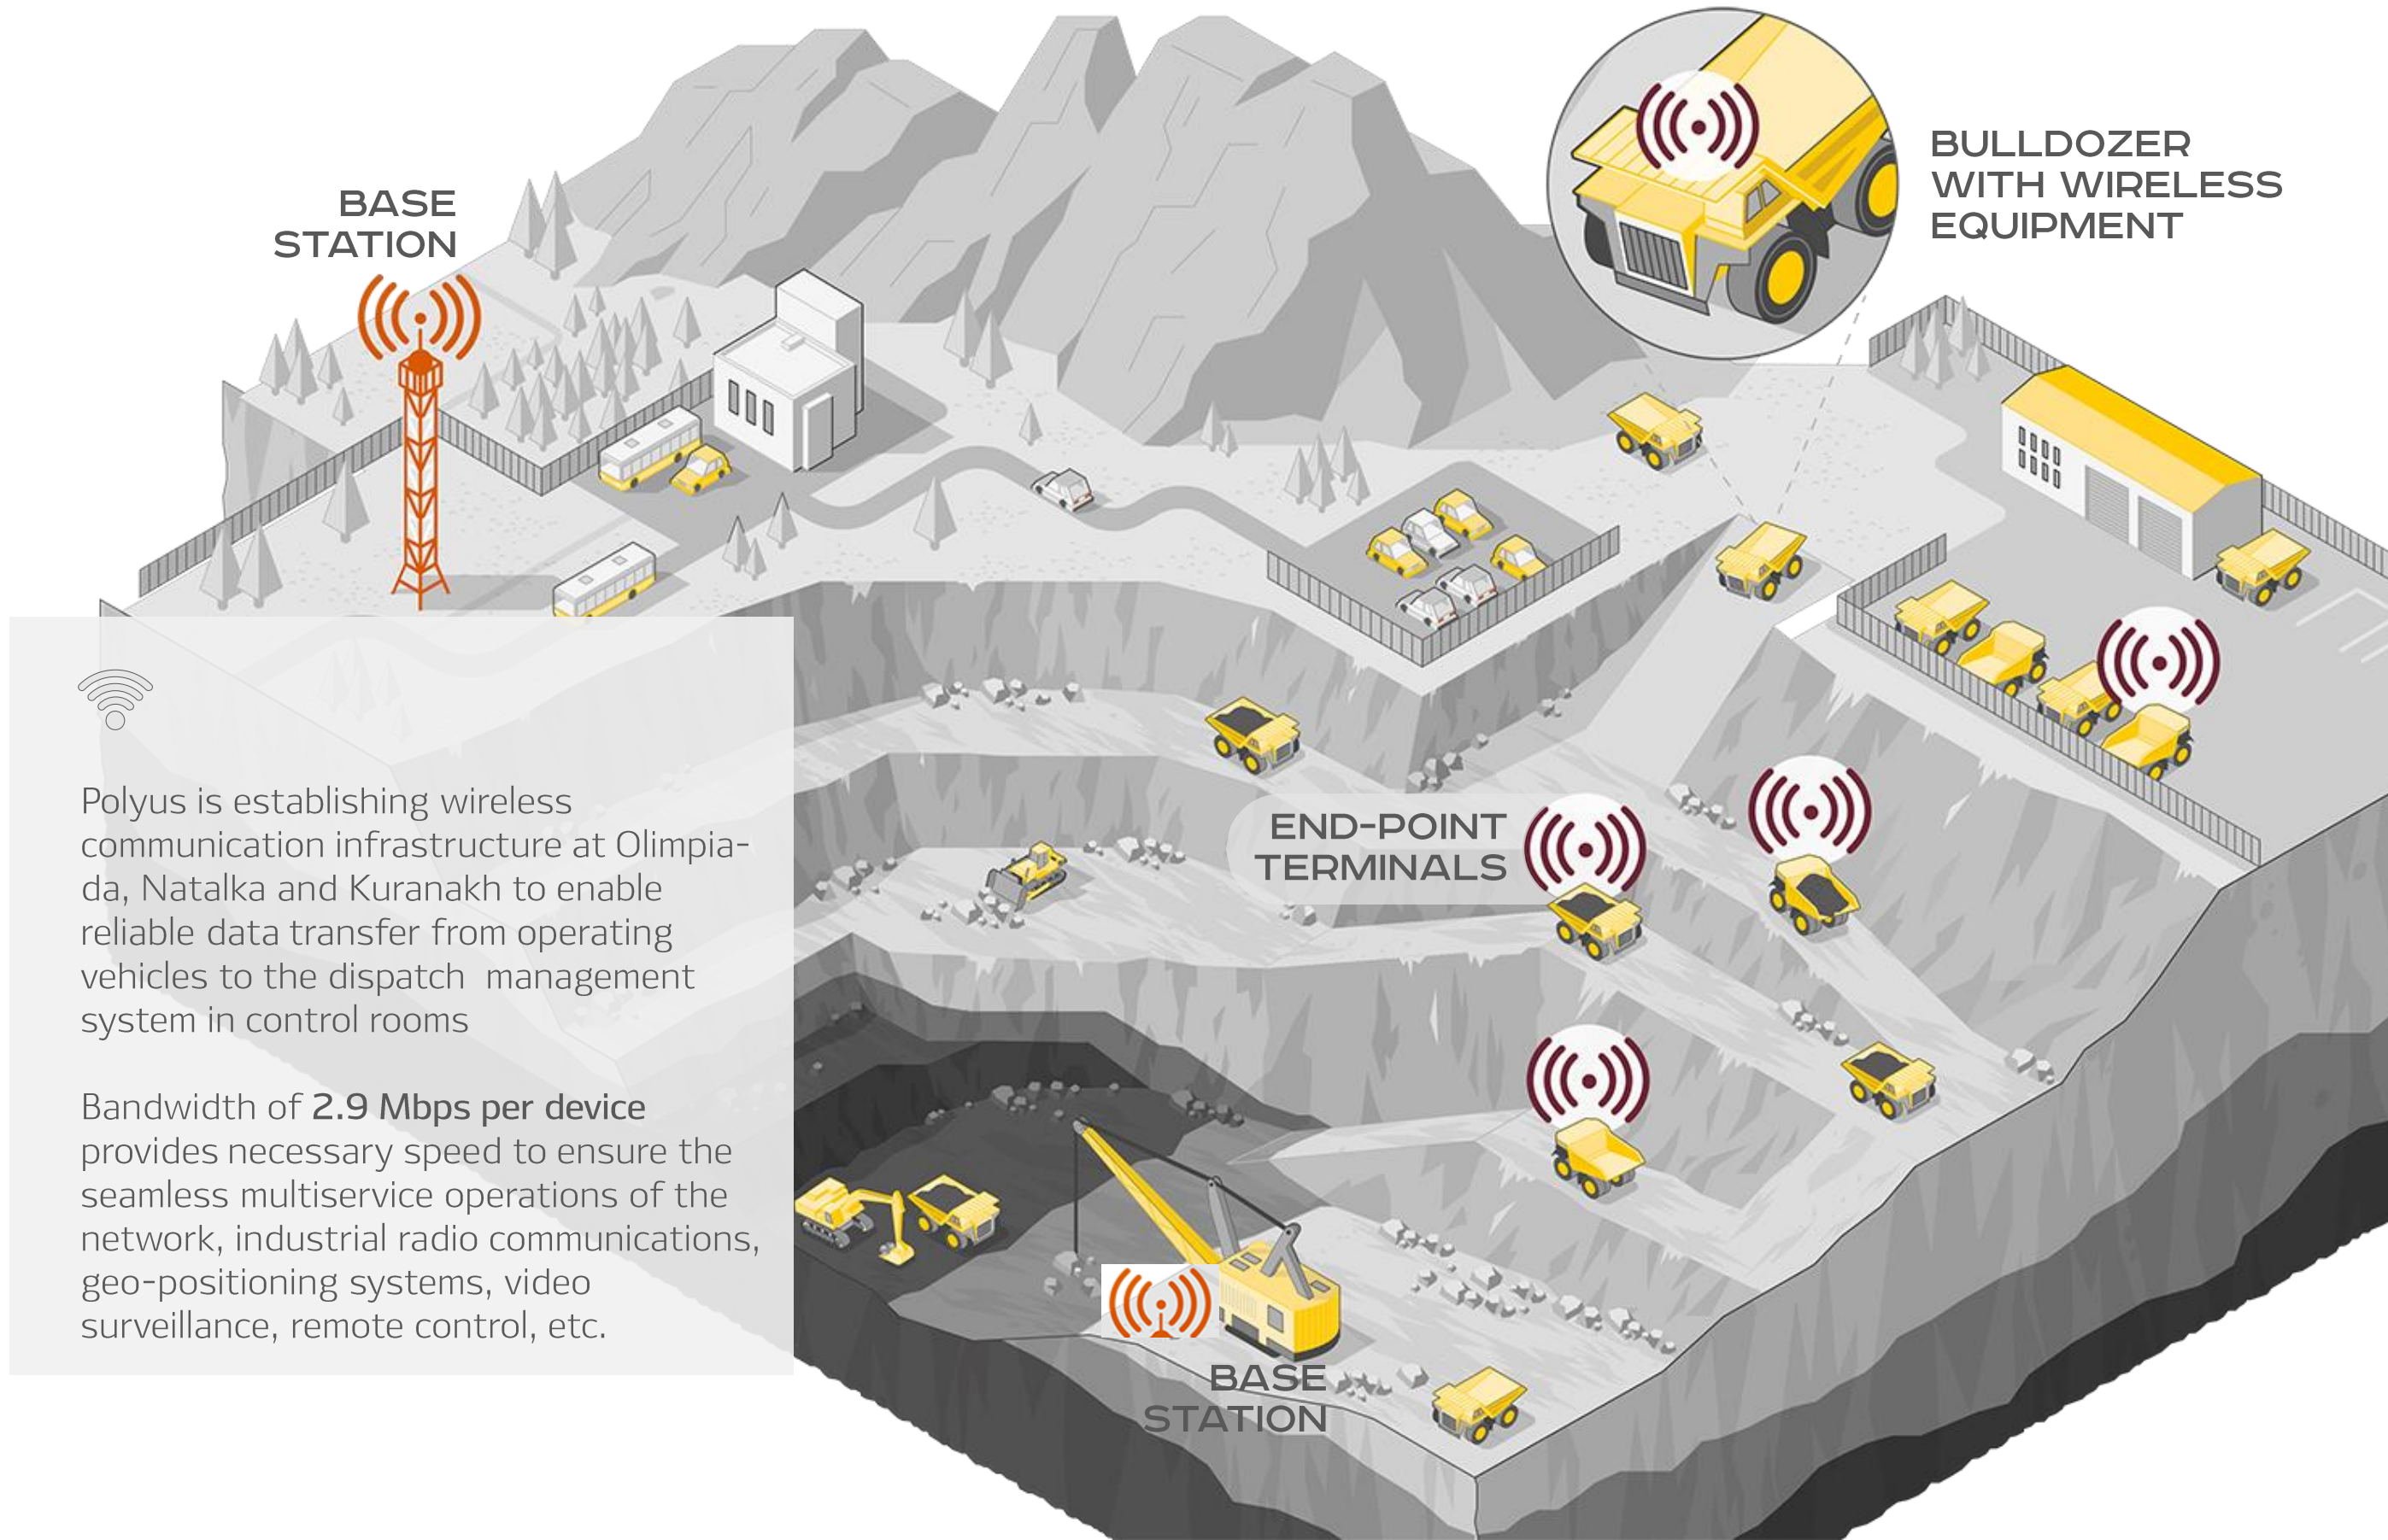 BASE
STATION
BULLDOZER
WITH WIRELESS
EQUIPMENT
END-POINT
TERMINALS
Polyus is establishing wireless
communication infrastructure at Olimpia-
da, Natalka and Kuranakh to enable
reliable data transfer from operating
vehicles to the dispatch  management
system in control rooms
Bandwidth of 2.9 Mbps per device
provides necessary speed to ensure the
seamless multiservice operations of the
network, industrial radio communications,
geo-positioning systems, video
surveillance, remote control, etc.
BASE
STATION